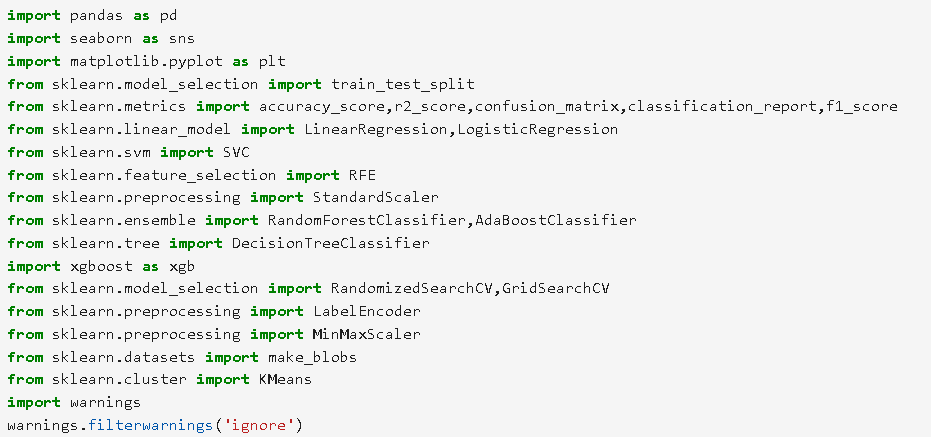 import pandas as pd
import seaborn as sns
import matplotlib.pyplot as plt
from sklearn.model_selection import train_test_split
from sklearn.metrics import accuracy_score,r2_score,confusion_matrix,classification_report,f1_score
from sklearn.linear_model import LinearRegression,LogisticRegression
from sklearn.svm import SVC
from sklearn.feature_selection import RFE
from sklearn.preprocessing import StandardScaler
from sklearn.ensemble import RandomForestClassifier,AdaBoostClassifier
from sklearn.tree import DecisionTreeClassifier
import xgboost as xgb
from sklearn.model_selection import RandomizedSearchCV,GridSearchCV
from sklearn.preprocessing import LabelEncoder
from sklearn.preprocessing import MinMaxScaler
from sklearn.datasets import make_blobs
from sklearn.cluster import KMeans
import warnings
warnings.filterwarnings('ignore')